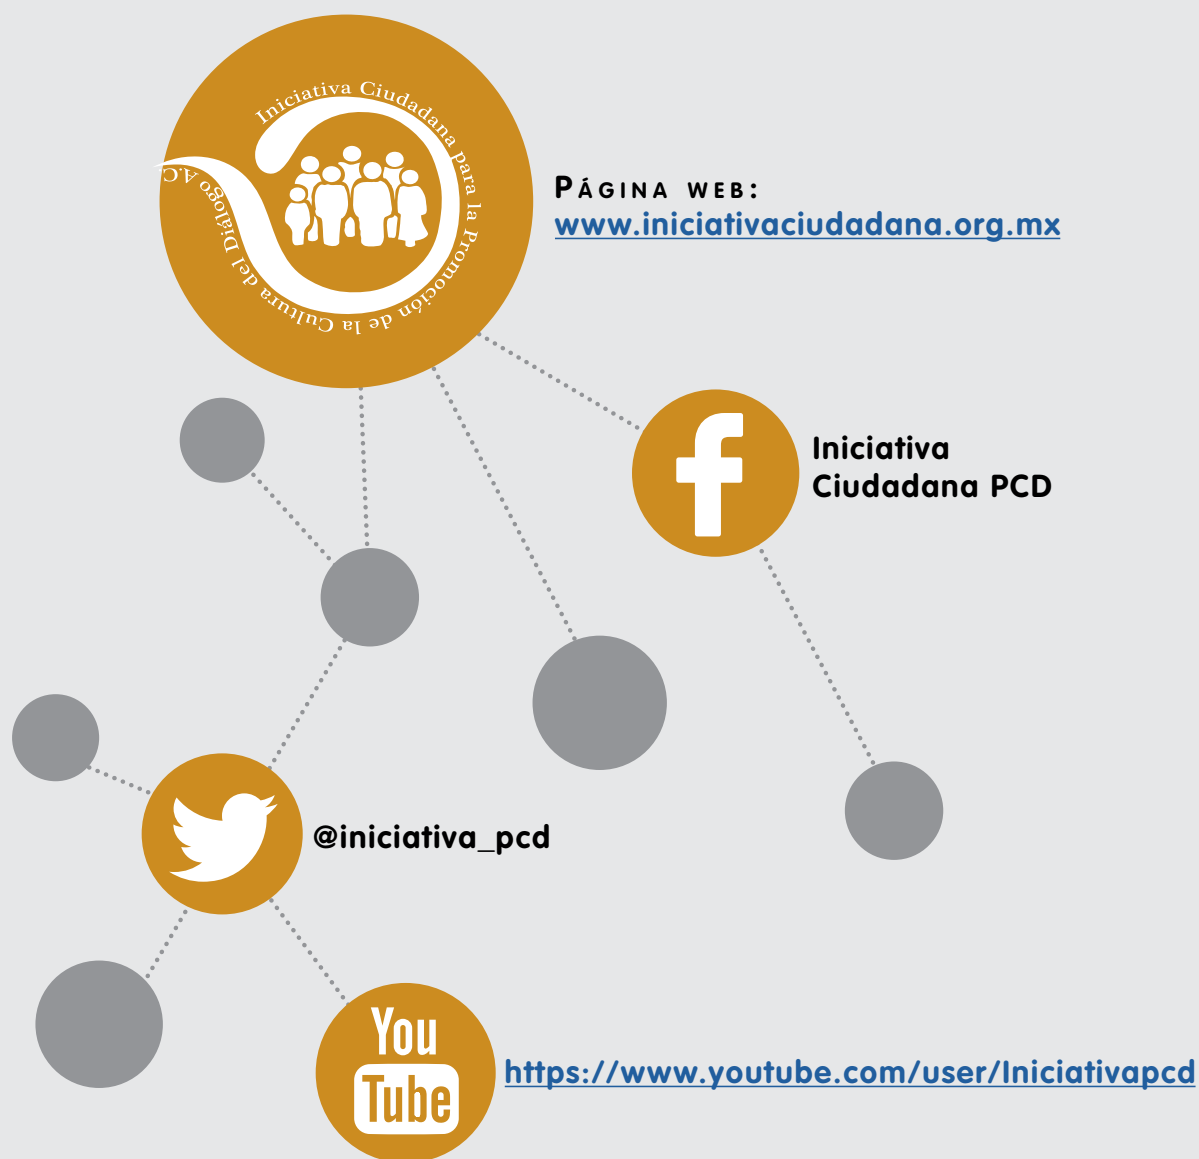 Iniciativa Ciudadana para la Promoción de la Cultura del Diálogo A.C.
PÁGINA WEB:
www.iniciativaciudadana.org.mx
Iniciativa
Ciudadana PCD
@iniciativa_pcd
You
Tube
https://www.youtube.com/user/Iniciativapcd